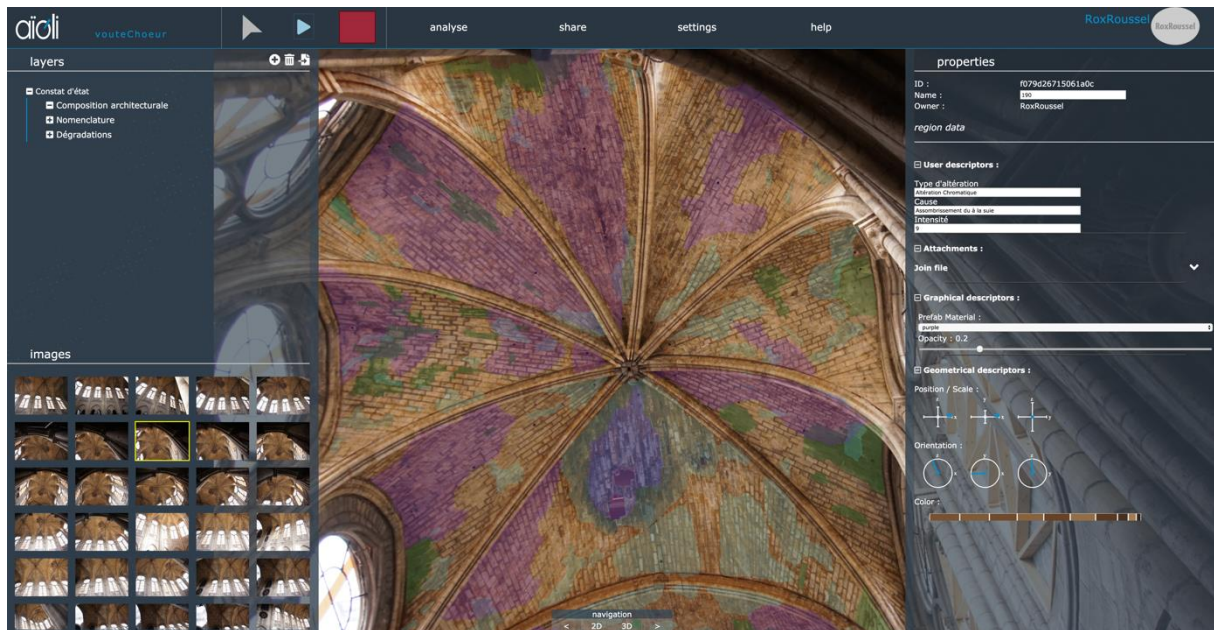 aïoli
vouteChoeur
analyse
share
settings
help
RoxRoussel
RoxRoussel
layers
Constat d'état
Composition architecturale
Nomenclature
Dégradations
images
navigation
< 2D 3D >
properties
ID : f079d26715061a0c
Name : 190
Owner : RoxRoussel
region data
User descriptors :
Type d'altération
Altération Chromatique
Cause
Assombrissement du à la suie
Intensité
9
Attachments :
Join file
Graphical descriptors :
Prefab Material :
purple
Opacity : 0.2
Geometrical descriptors :
Position / Scale :
Orientation :
Color :